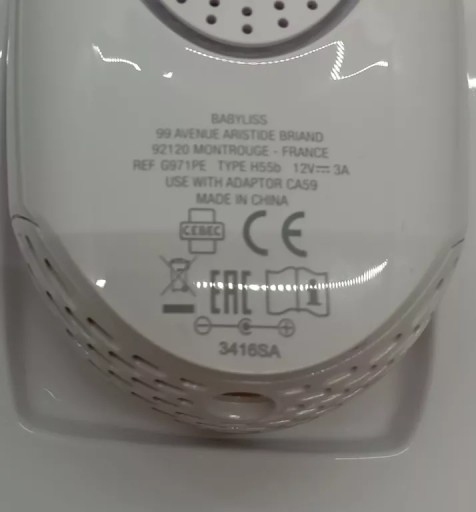 BABYLISS
99 AVENUE ARISTIDE BRIAND
92120 MONTROUGE - FRANCE
REF G971PE TYPE H55b 12V⎓3A
USE WITH ADAPTOR CA59
MADE IN CHINA
CEBEC CE
EAC
3416SA